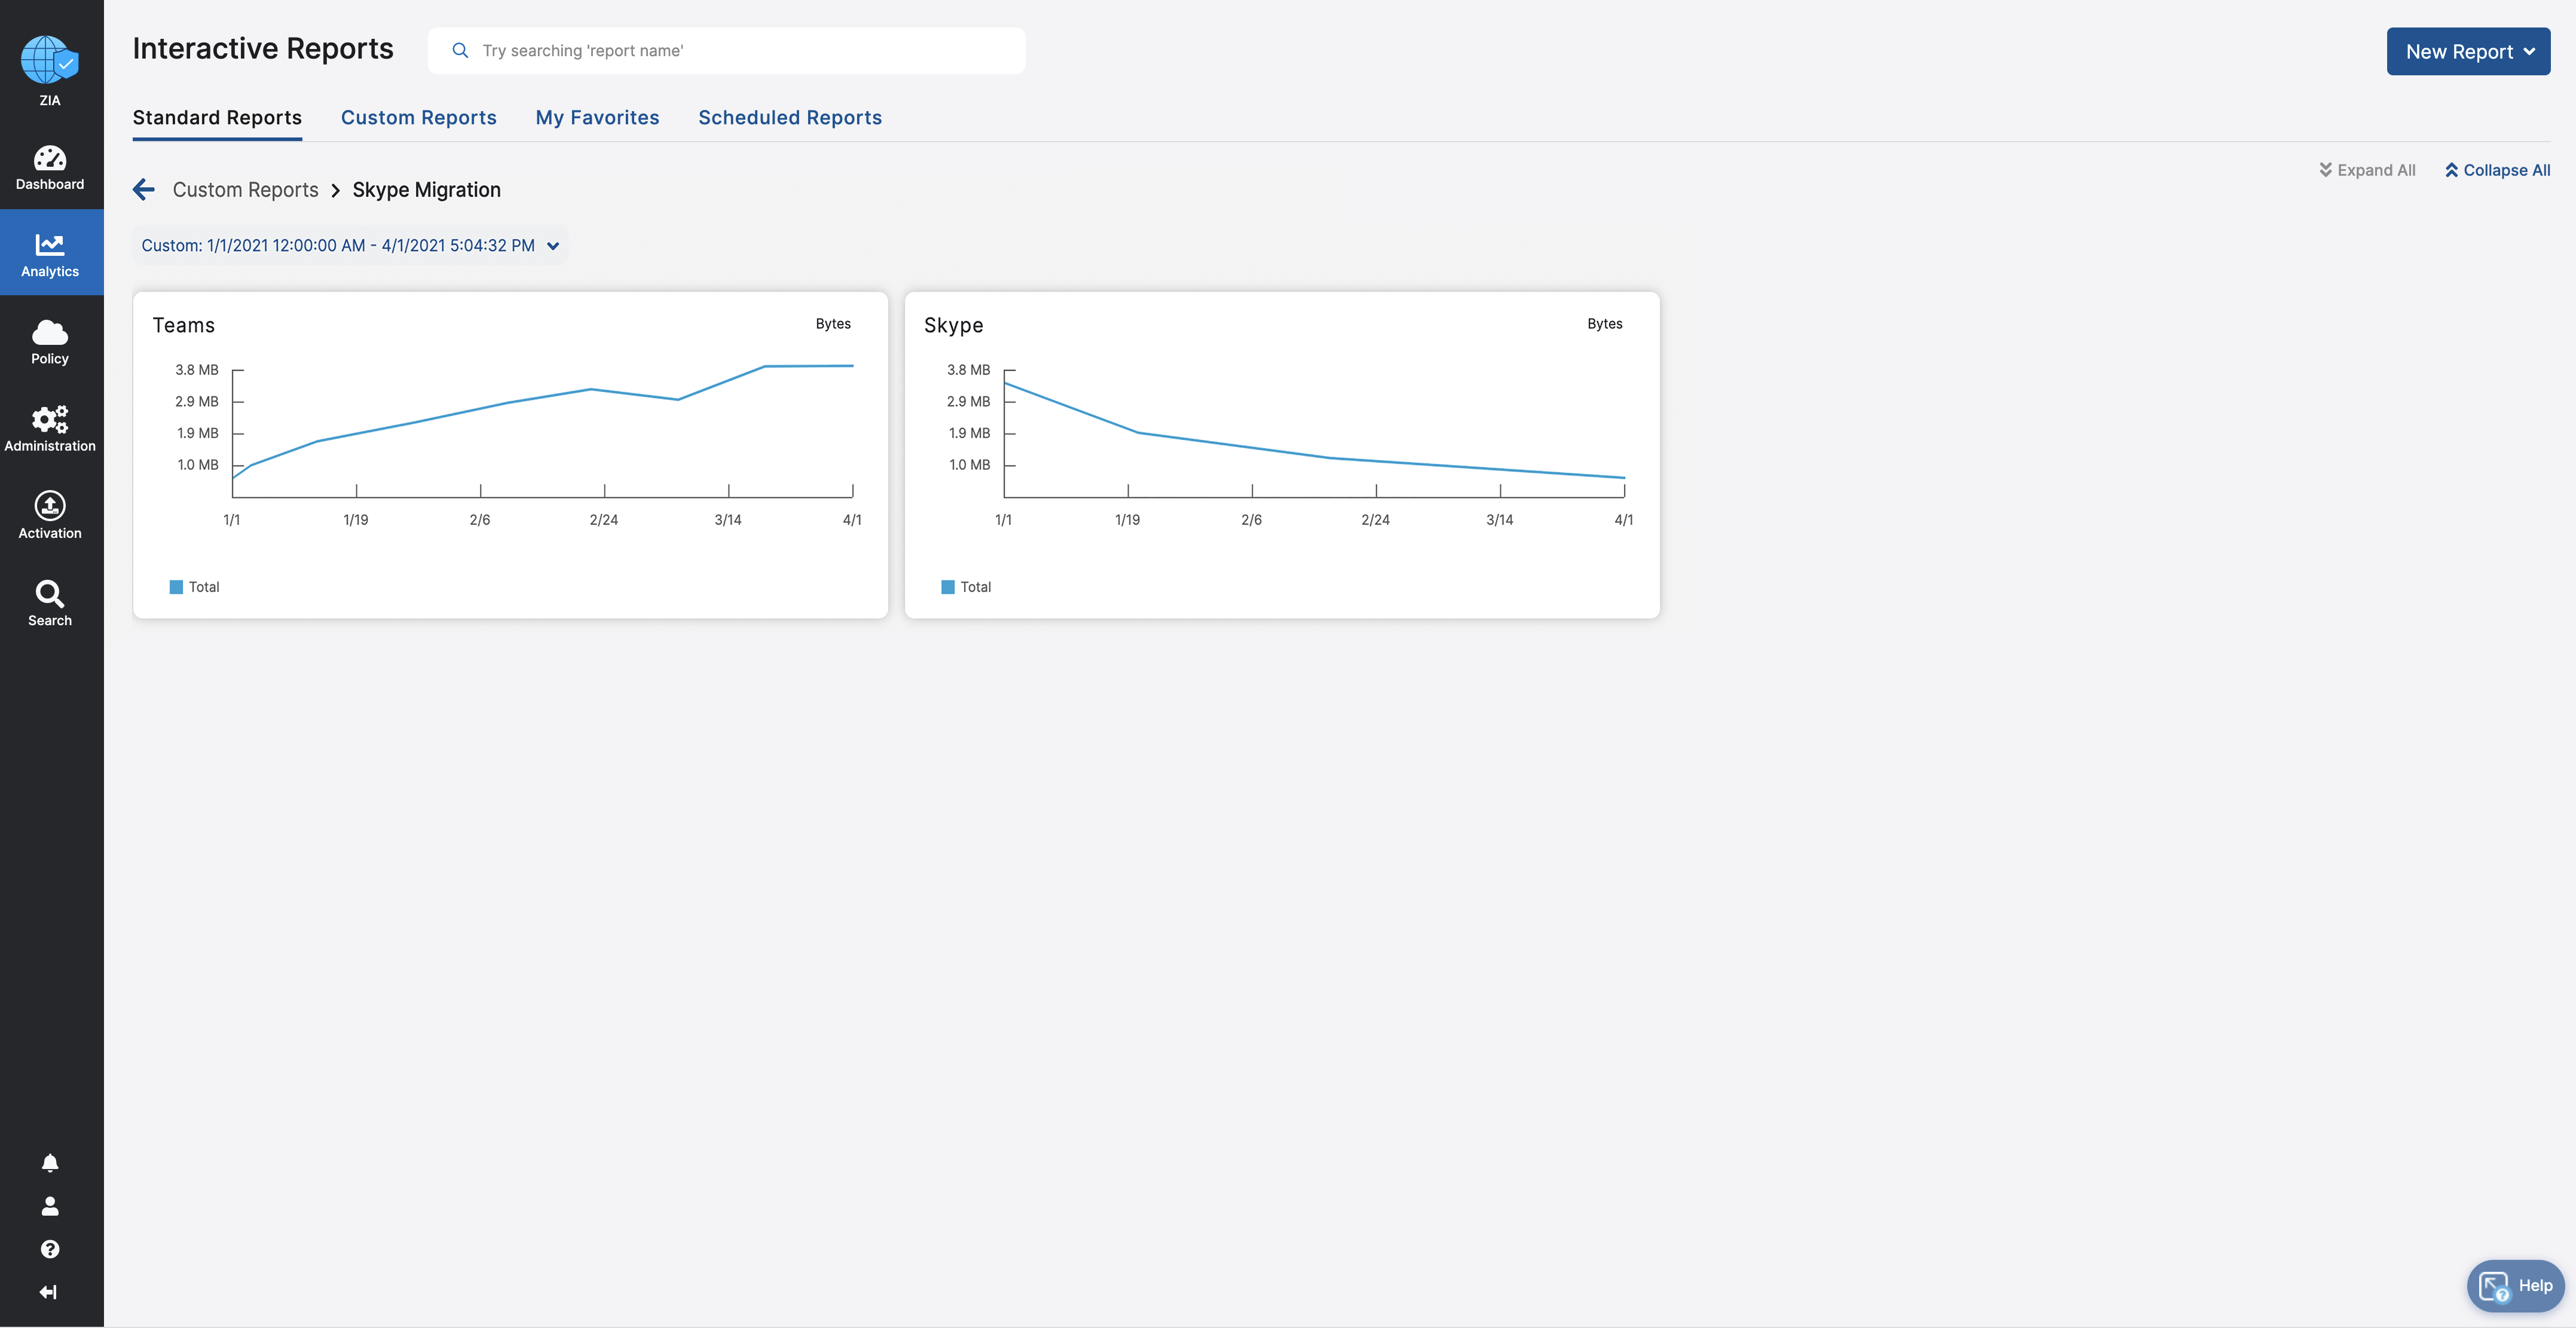 ZIA
Dashboard
Analytics
Policy
Administration
Activation
Search
Interactive Reports
Try searching 'report name'
New Report
Standard Reports Custom Reports My Favorites Scheduled Reports
Expand All Collapse All
Custom Reports > Skype Migration
Custom: 1/1/2021 12:00:00 AM - 4/1/2021 5:04:32 PM
Teams Bytes
3.8 MB
2.9 MB
1.9 MB
1.0 MB
1/1 1/19 2/6 2/24 3/14 4/1
Total
Skype Bytes
3.8 MB
2.9 MB
1.9 MB
1.0 MB
1/1 1/19 2/6 2/24 3/14 4/1
Total
Help